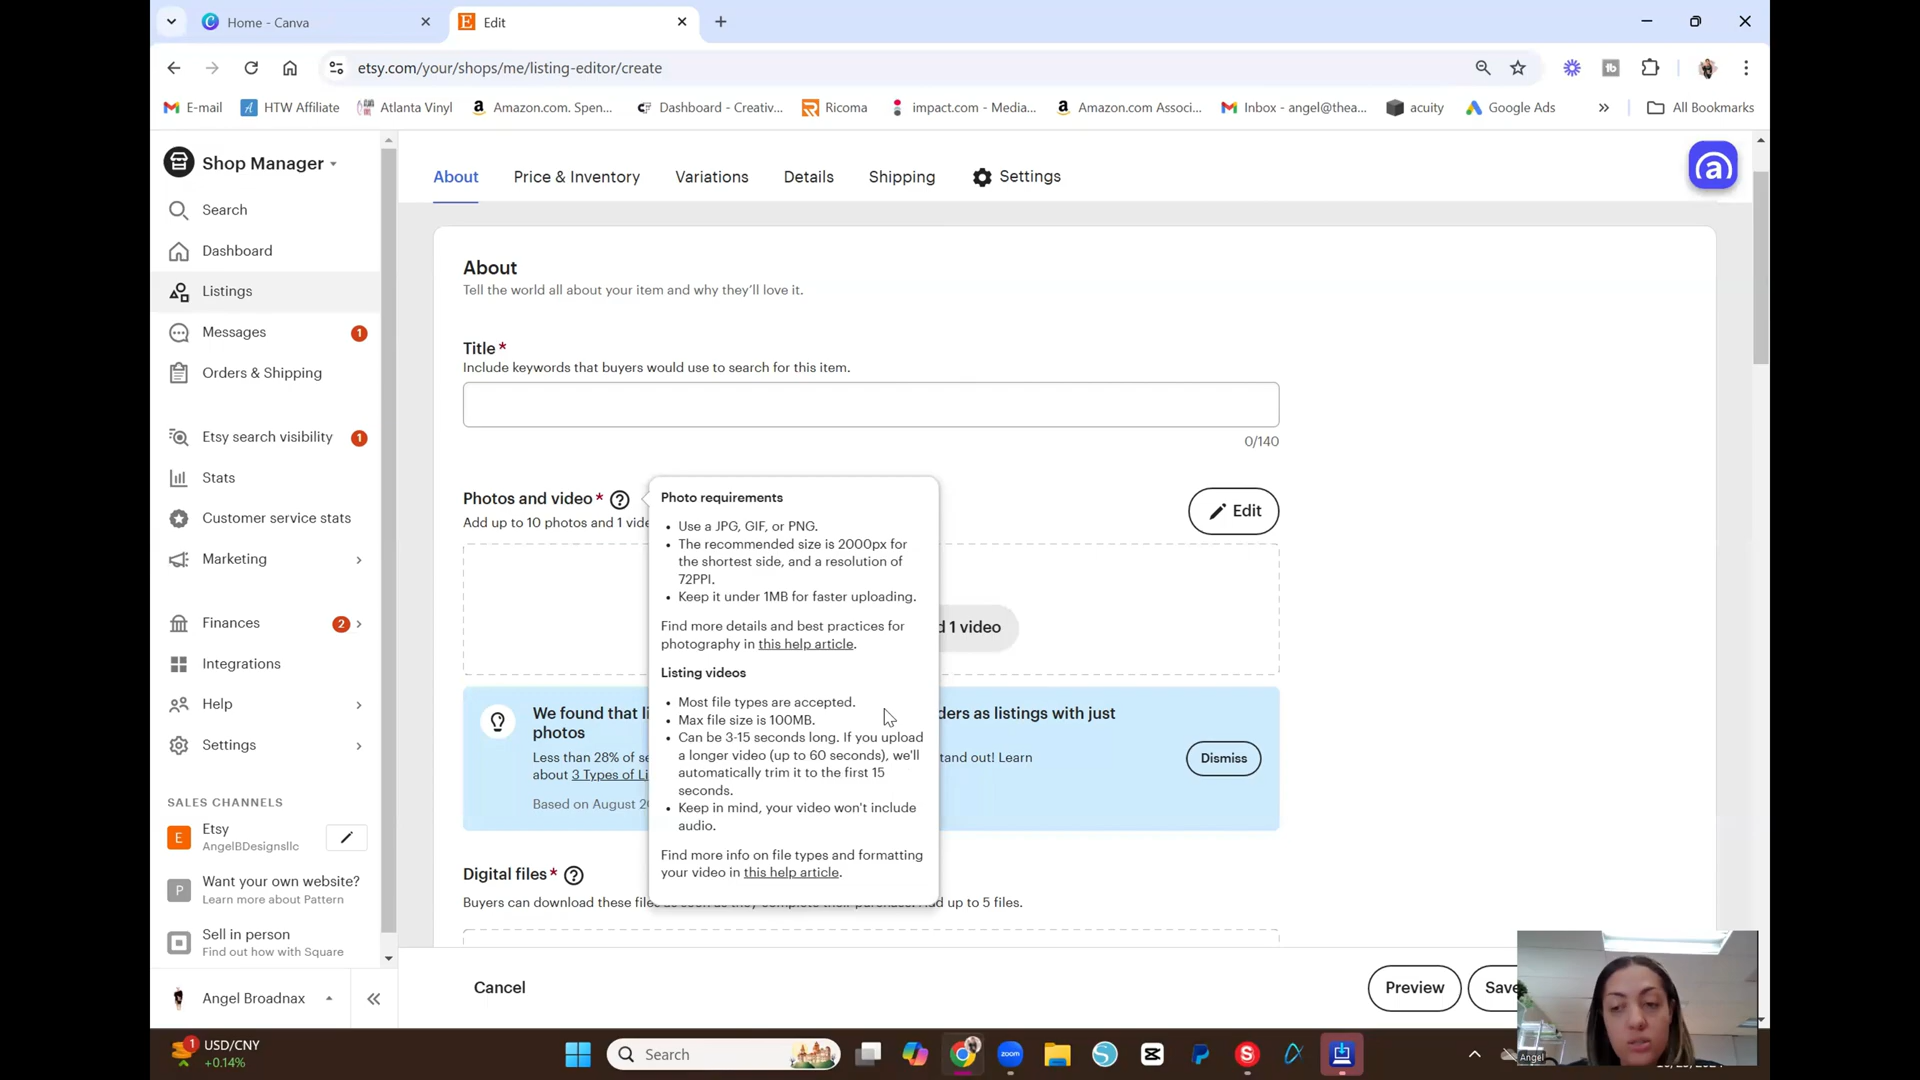 Home - Canva
Edit
etsy.com/your/shops/me/listing-editor/create
E-mail
HTW Affiliate
Atlanta Vinyl
Amazon.com. Spen...
Dashboard - Creativ...
Ricoma
impact.com - Media...
Amazon.com Associ...
Inbox - angel@thea...
acuity
Google Ads
All Bookmarks
Shop Manager
Search
Dashboard
Listings
Messages 1
Orders & Shipping
Etsy search visibility 1
Stats
Customer service stats
Marketing
Finances 2
Integrations
Help
Settings
SALES CHANNELS
E
Etsy
AngelBDesignsllc
P
Want your own website?
Learn more about Pattern
Sell in person
Find out how with Square
Angel Broadnax
About Price & Inventory Variations Details Shipping Settings
About
Tell the world all about your item and why they'll love it.
Title *
Include keywords that buyers would use to search for this item.
0/140
Photos and video *
Add up to 10 photos and 1 vide
Edit
d 1 video
Photo requirements
• Use a JPG, GIF, or PNG.
• The recommended size is 2000px for
the shortest side, and a resolution of
72PPI.
• Keep it under 1MB for faster uploading.
Find more details and best practices for
photography in this help article.
Listing videos
• Most file types are accepted.
• Max file size is 100MB.
• Can be 3-15 seconds long. If you upload
a longer video (up to 60 seconds), we'll
automatically trim it to the first 15
seconds.
• Keep in mind, your video won't include
audio.
Find more info on file types and formatting
your video in this help article.
We found that li
ders as listings with just
photos
Less than 28% of se
tand out! Learn
about 3 Types of Li
Based on August 2
Dismiss
Digital files *
Buyers can download these files as soon as they complete their purchase. Add up to 5 files.
Cancel
Preview
Save
Angel
1
USD/CNY
+0.14%
Search
zoom